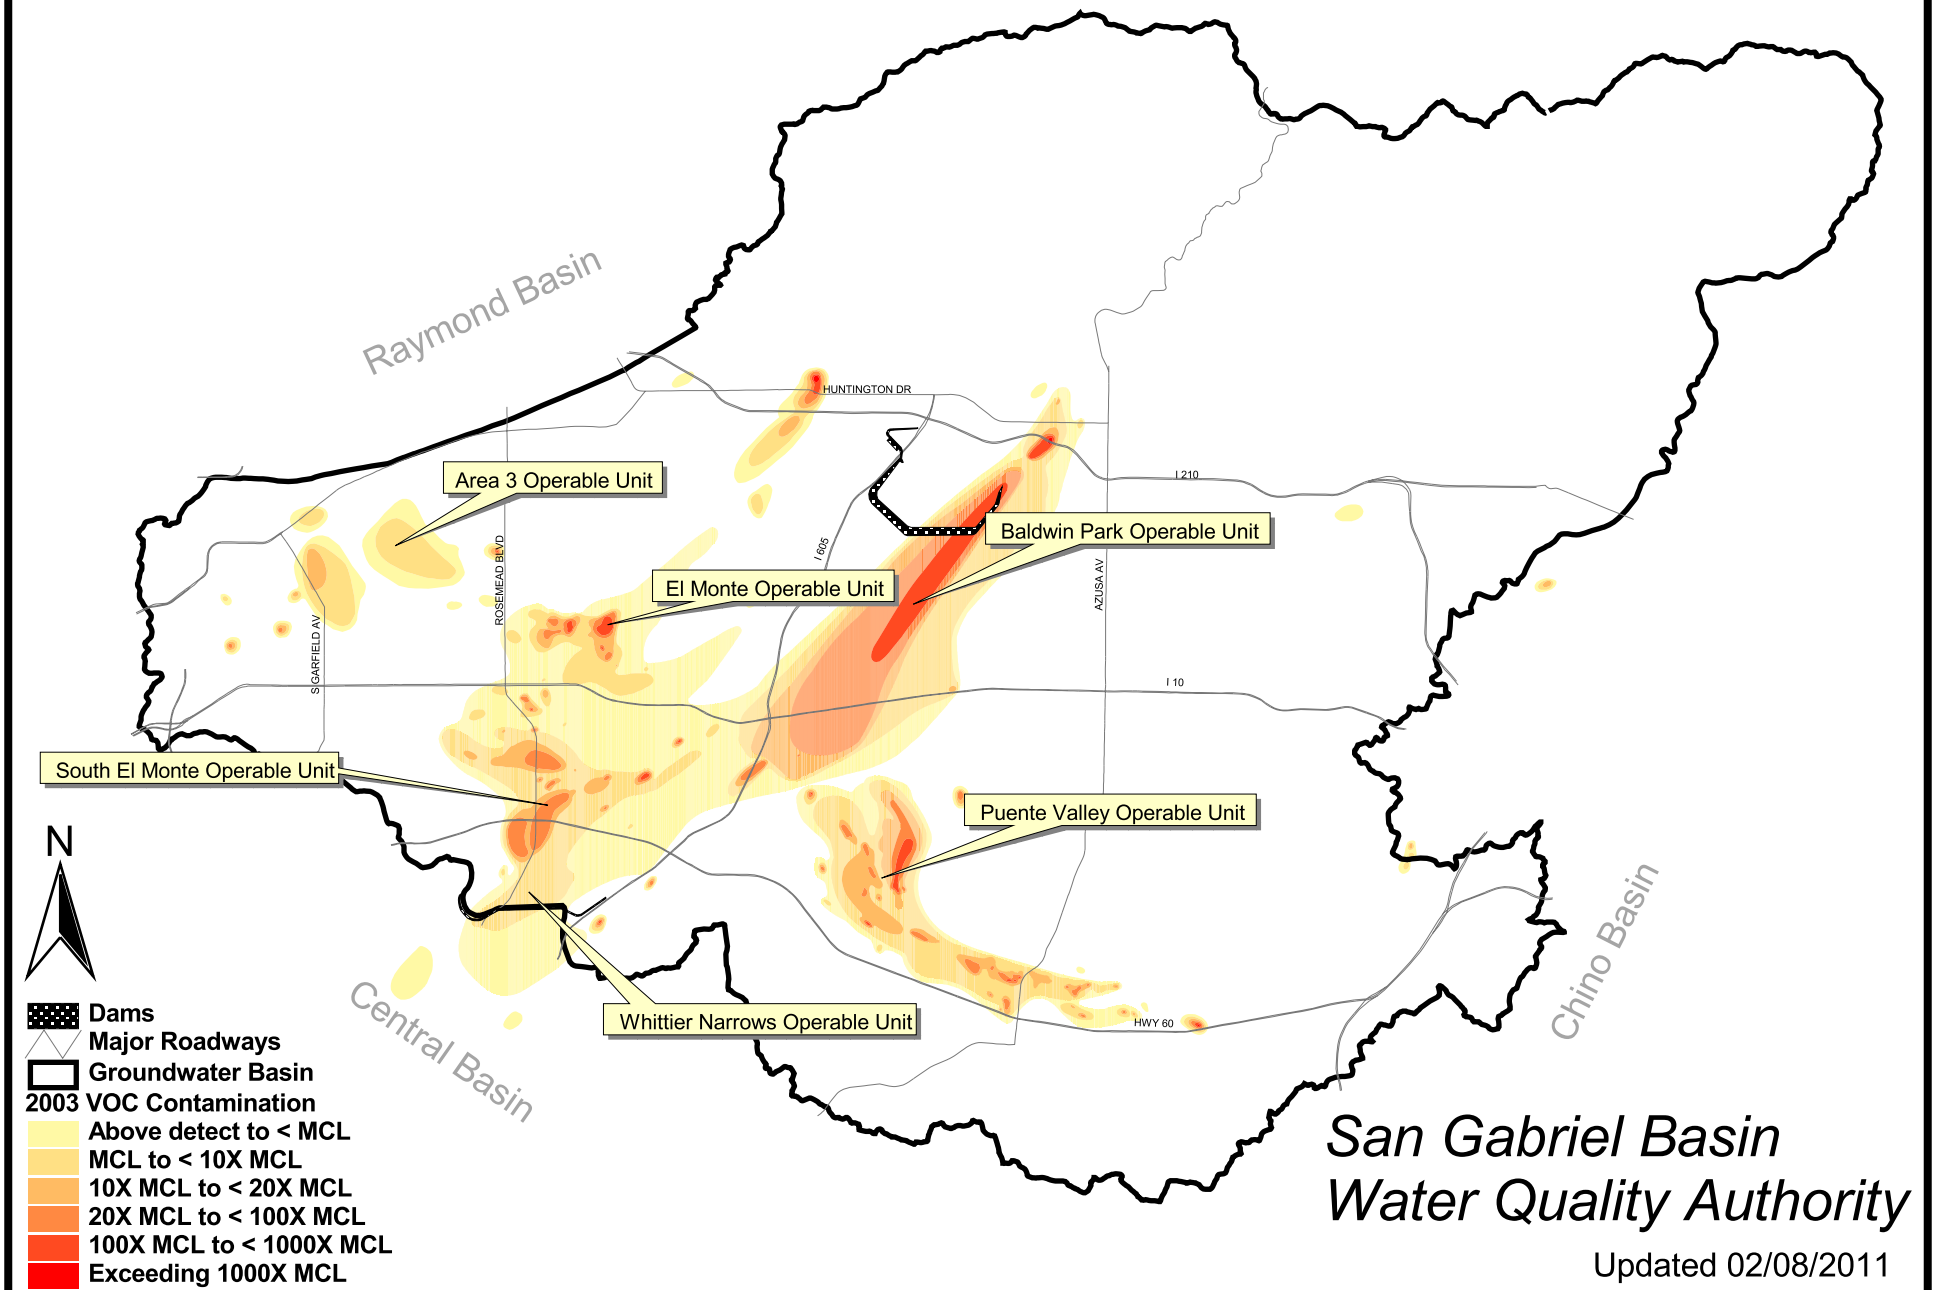 Raymond Basin
HUNTINGTON DR
Area 3 Operable Unit
I 210
Baldwin Park Operable Unit
I 605
ROSEMEAD BLVD
El Monte Operable Unit
AZUSA AV
S GARFIELD AV
I 10
South El Monte Operable Unit
Puente Valley Operable Unit
N
Chino Basin
Central Basin
Whittier Narrows Operable Unit
HWY 60
Dams
Major Roadways
Groundwater Basin
2003 VOC Contamination
Above detect to < MCL
MCL to < 10X MCL
10X MCL to < 20X MCL
20X MCL to < 100X MCL
100X MCL to < 1000X MCL
Exceeding 1000X MCL
San Gabriel Basin
Water Quality Authority
Updated 02/08/2011